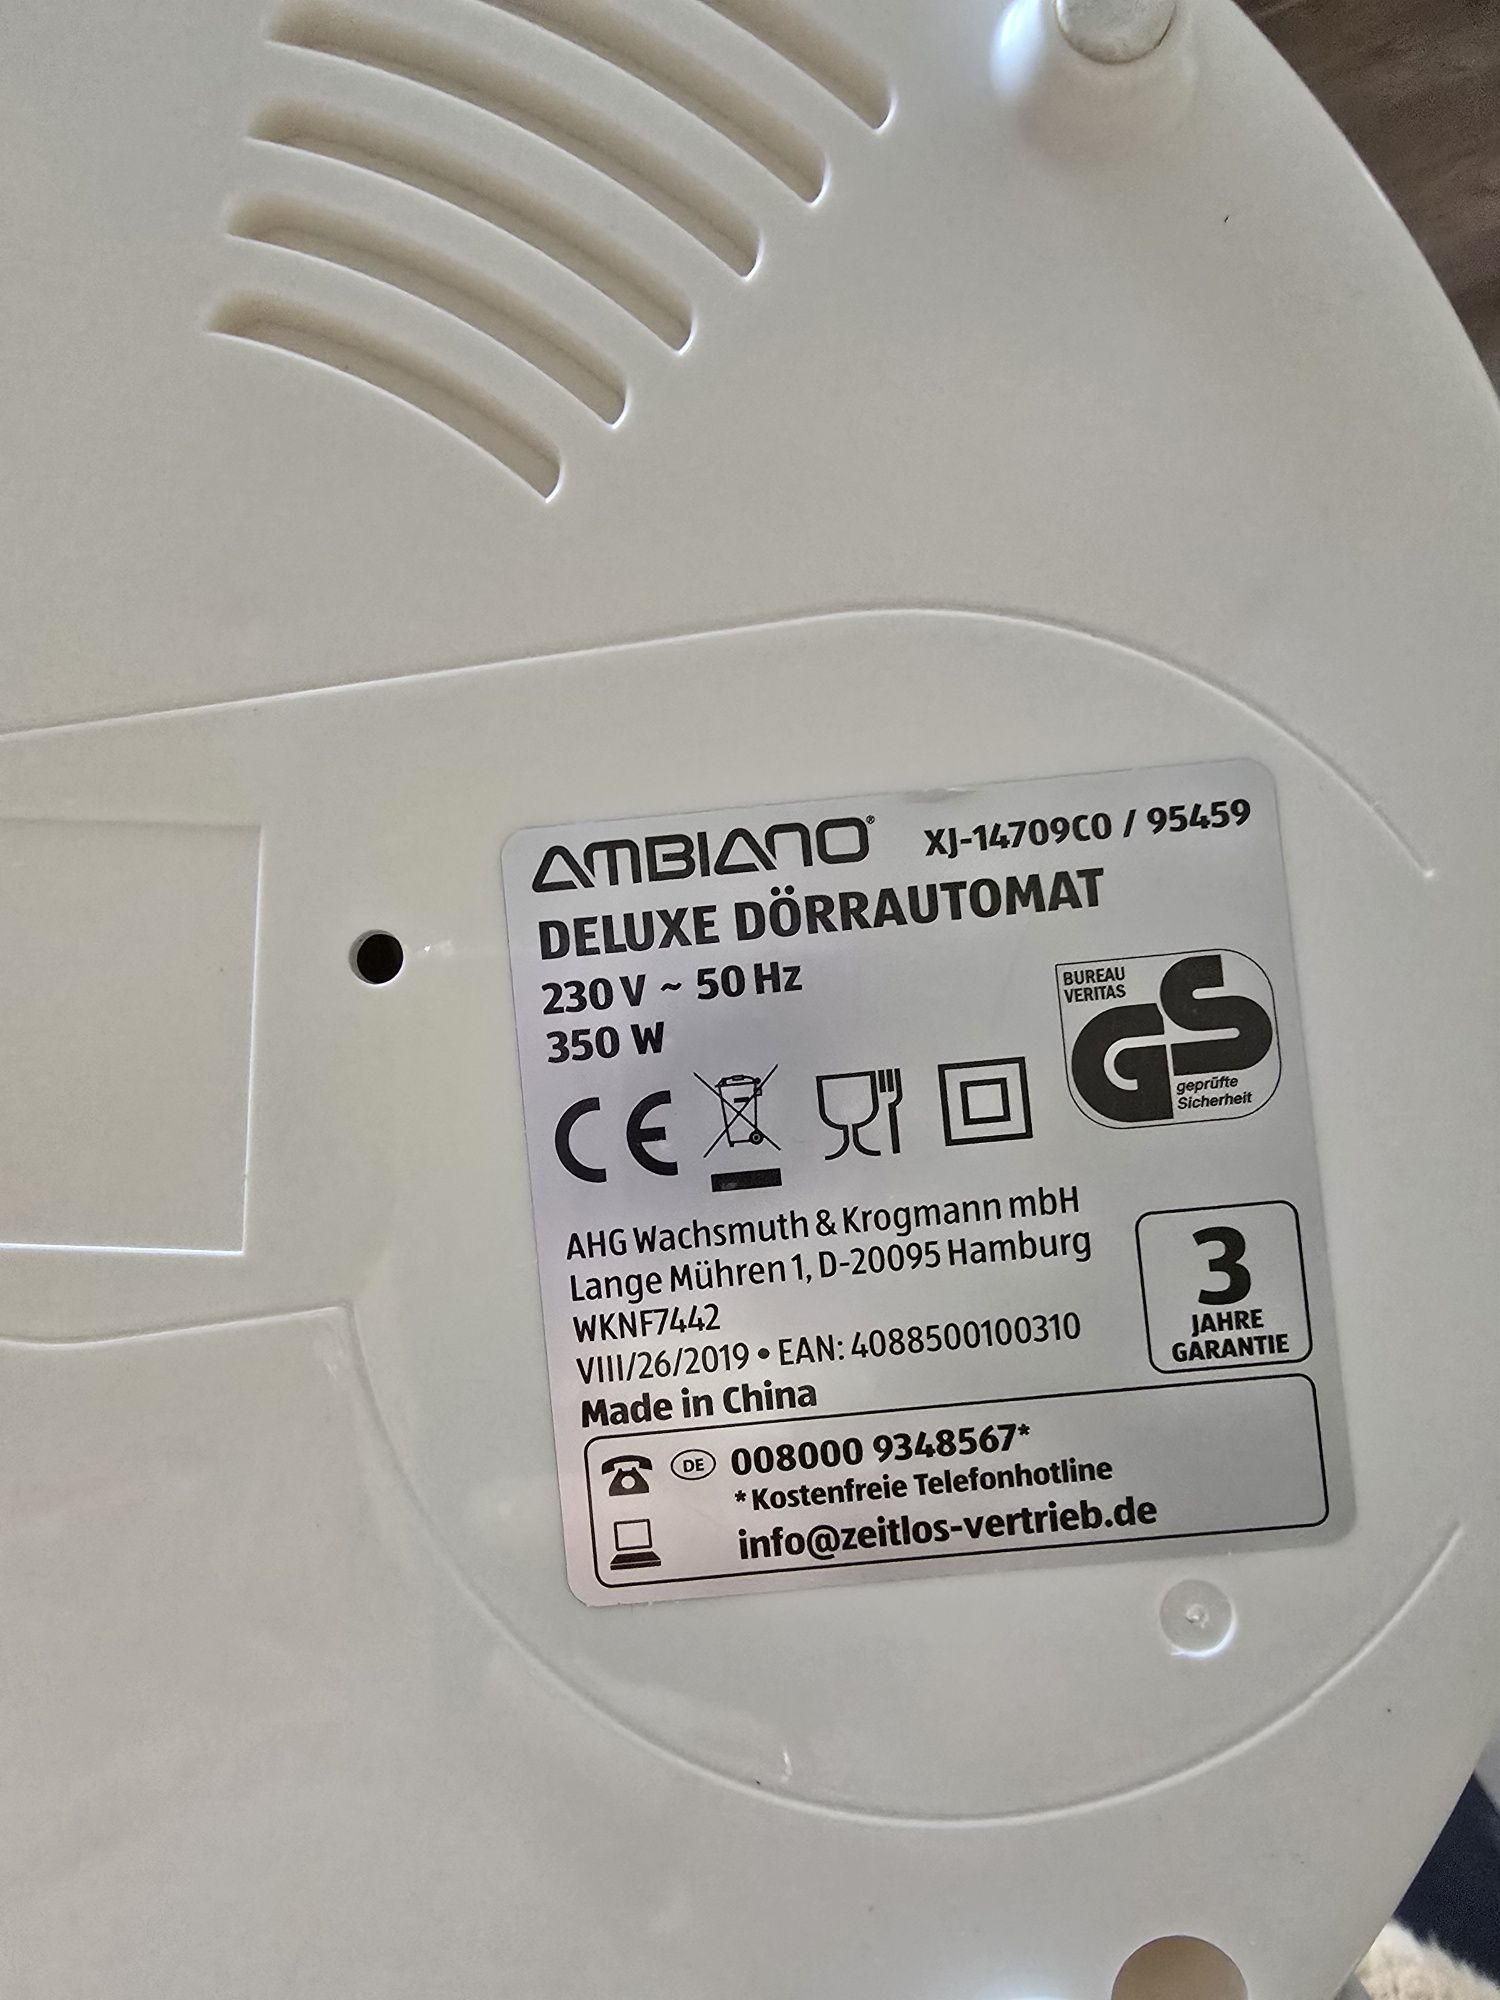 AMBIANO® XJ-14709C0 / 95459
DELUXE DÖRRAUTOMAT
230 V ~ 50 Hz
350 W
BUREAU
VERITAS
GS
geprüfte
Sicherheit
CE
AHG Wachsmuth & Krogmann mbH
Lange Mühren 1, D-20095 Hamburg
WKNF7442
VIII/26/2019 • EAN: 4088500100310
Made in China
3
JAHRE
GARANTIE
DE 008000 9348567*
*Kostenfreie Telefonhotline
info@zeitlos-vertrieb.de